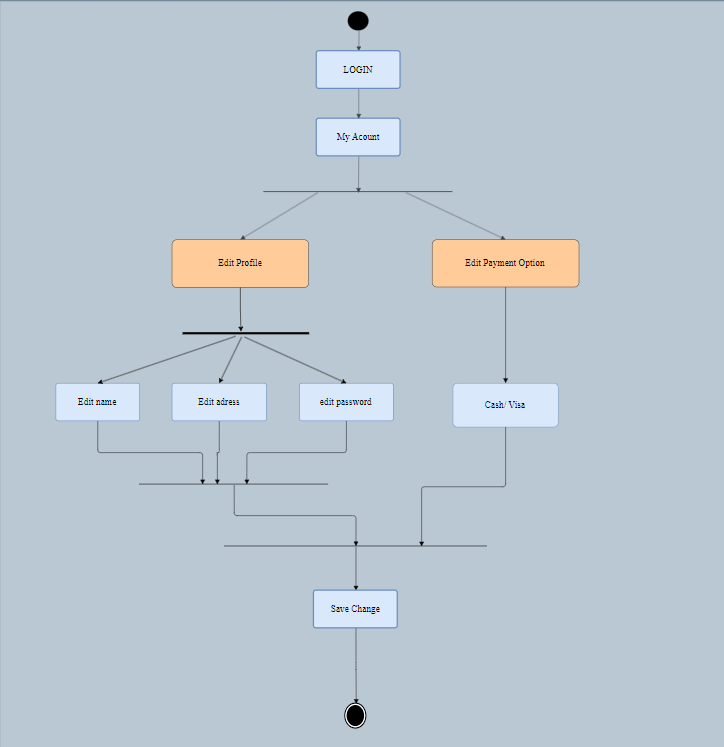 LOGIN
My Acount
Edit Profile
Edit Payment Option
Edit name
Edit adress
edit password
Cash/ Visa
Save Change